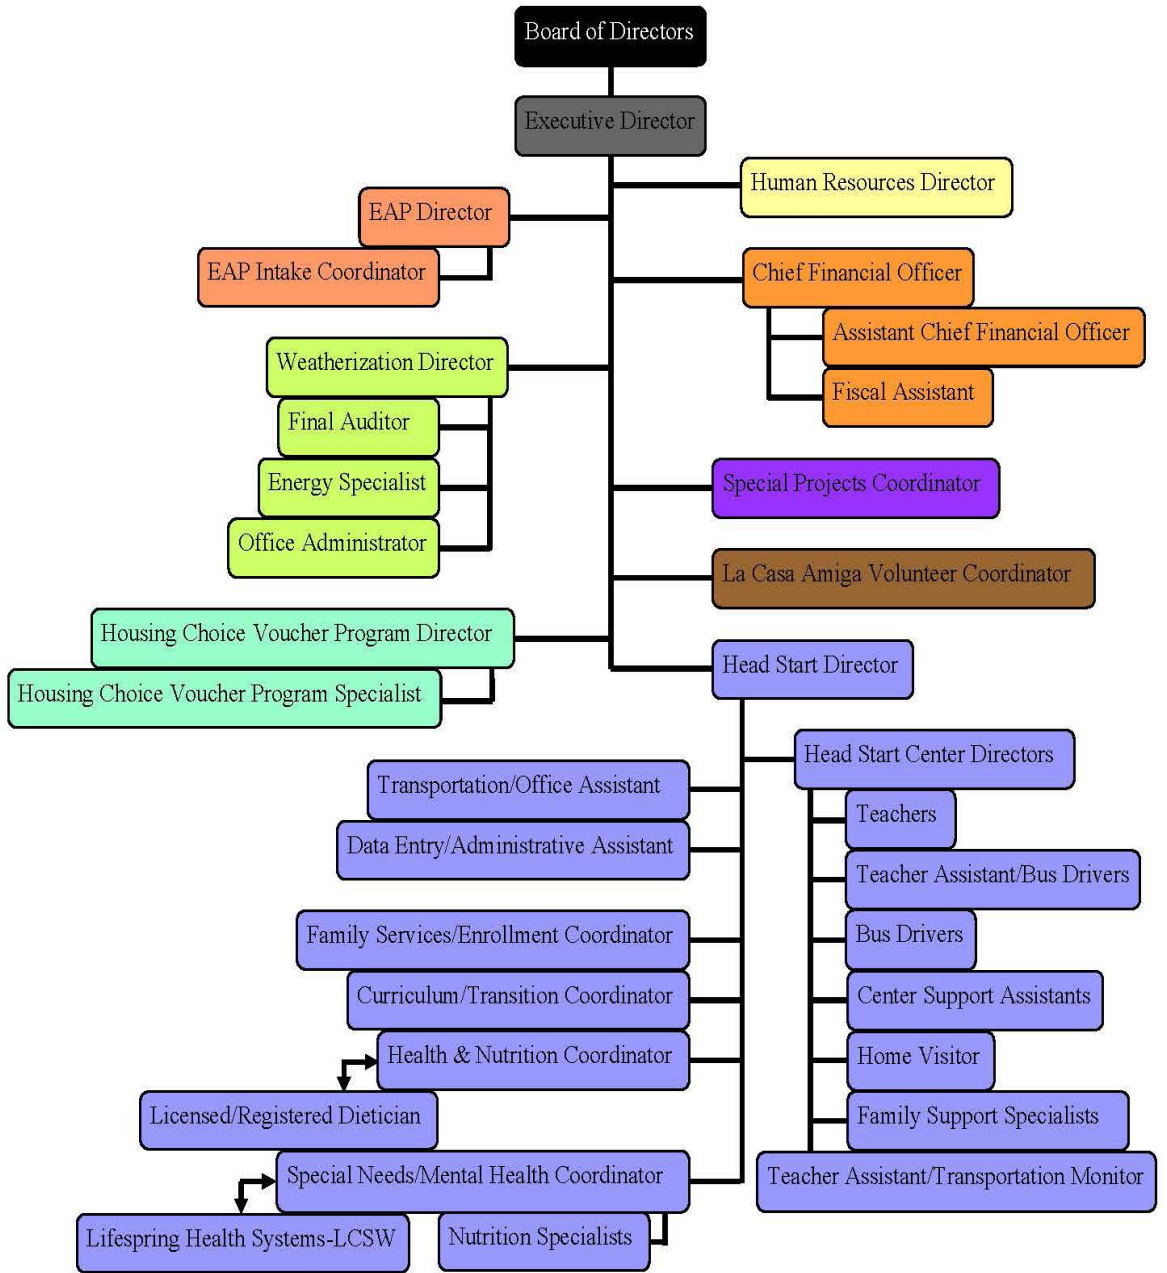 Board of Directors
Executive Director
Human Resources Director
EAP Director
EAP Intake Coordinator
Chief Financial Officer
Assistant Chief Financial Officer
Fiscal Assistant
Weatherization Director
Final Auditor
Energy Specialist
Office Administrator
Special Projects Coordinator
La Casa Amiga Volunteer Coordinator
Housing Choice Voucher Program Director
Housing Choice Voucher Program Specialist
Head Start Director
Head Start Center Directors
Teachers
Teacher Assistant/Bus Drivers
Bus Drivers
Center Support Assistants
Home Visitor
Family Support Specialists
Teacher Assistant/Transportation Monitor
Transportation/Office Assistant
Data Entry/Administrative Assistant
Family Services/Enrollment Coordinator
Curriculum/Transition Coordinator
Health & Nutrition Coordinator
Licensed/Registered Dietician
Special Needs/Mental Health Coordinator
Lifespring Health Systems-LCSW
Nutrition Specialists